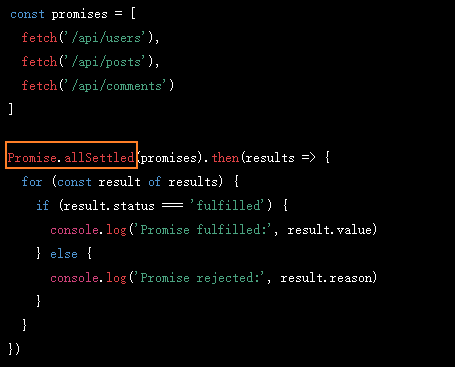 const promises = [
  fetch('/api/users'),
  fetch('/api/posts'),
  fetch('/api/comments')
]
Promise.allSettled(promises).then(results => {
  for (const result of results) {
    if (result.status === 'fulfilled') {
      console.log('Promise fulfilled:', result.value)
    } else {
      console.log('Promise rejected:', result.reason)
    }
  }
})